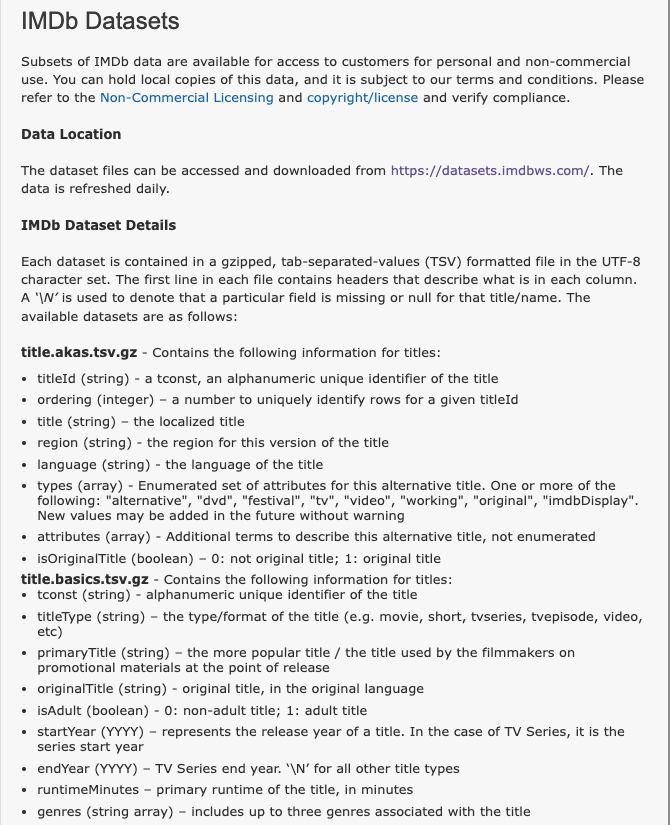 IMDb Datasets
Subsets of IMDb data are available for access to customers for personal and non-commercial
use. You can hold local copies of this data, and it is subject to our terms and conditions. Please
refer to the Non-Commercial Licensing and copyright/license and verify compliance.
Data Location
The dataset files can be accessed and downloaded from https://datasets.imdbws.com/. The
data is refreshed daily.
IMDb Dataset Details
Each dataset is contained in a gzipped, tab-separated-values (TSV) formatted file in the UTF-8
character set. The first line in each file contains headers that describe what is in each column.
A ‘\N’ is used to denote that a particular field is missing or null for that title/name. The
available datasets are as follows:
title.akas.tsv.gz - Contains the following information for titles:
• titleId (string) - a tconst, an alphanumeric unique identifier of the title
• ordering (integer) – a number to uniquely identify rows for a given titleId
• title (string) – the localized title
• region (string) - the region for this version of the title
• language (string) - the language of the title
• types (array) - Enumerated set of attributes for this alternative title. One or more of the
following: "alternative", "dvd", "festival", "tv", "video", "working", "original", "imdbDisplay".
New values may be added in the future without warning
• attributes (array) - Additional terms to describe this alternative title, not enumerated
• isOriginalTitle (boolean) – 0: not original title; 1: original title
title.basics.tsv.gz - Contains the following information for titles:
• tconst (string) - alphanumeric unique identifier of the title
• titleType (string) – the type/format of the title (e.g. movie, short, tvseries, tvepisode, video,
etc)
• primaryTitle (string) – the more popular title / the title used by the filmmakers on
promotional materials at the point of release
• originalTitle (string) - original title, in the original language
• isAdult (boolean) - 0: non-adult title; 1: adult title
• startYear (YYYY) – represents the release year of a title. In the case of TV Series, it is the
series start year
• endYear (YYYY) – TV Series end year. ‘\N’ for all other title types
• runtimeMinutes – primary runtime of the title, in minutes
• genres (string array) – includes up to three genres associated with the title